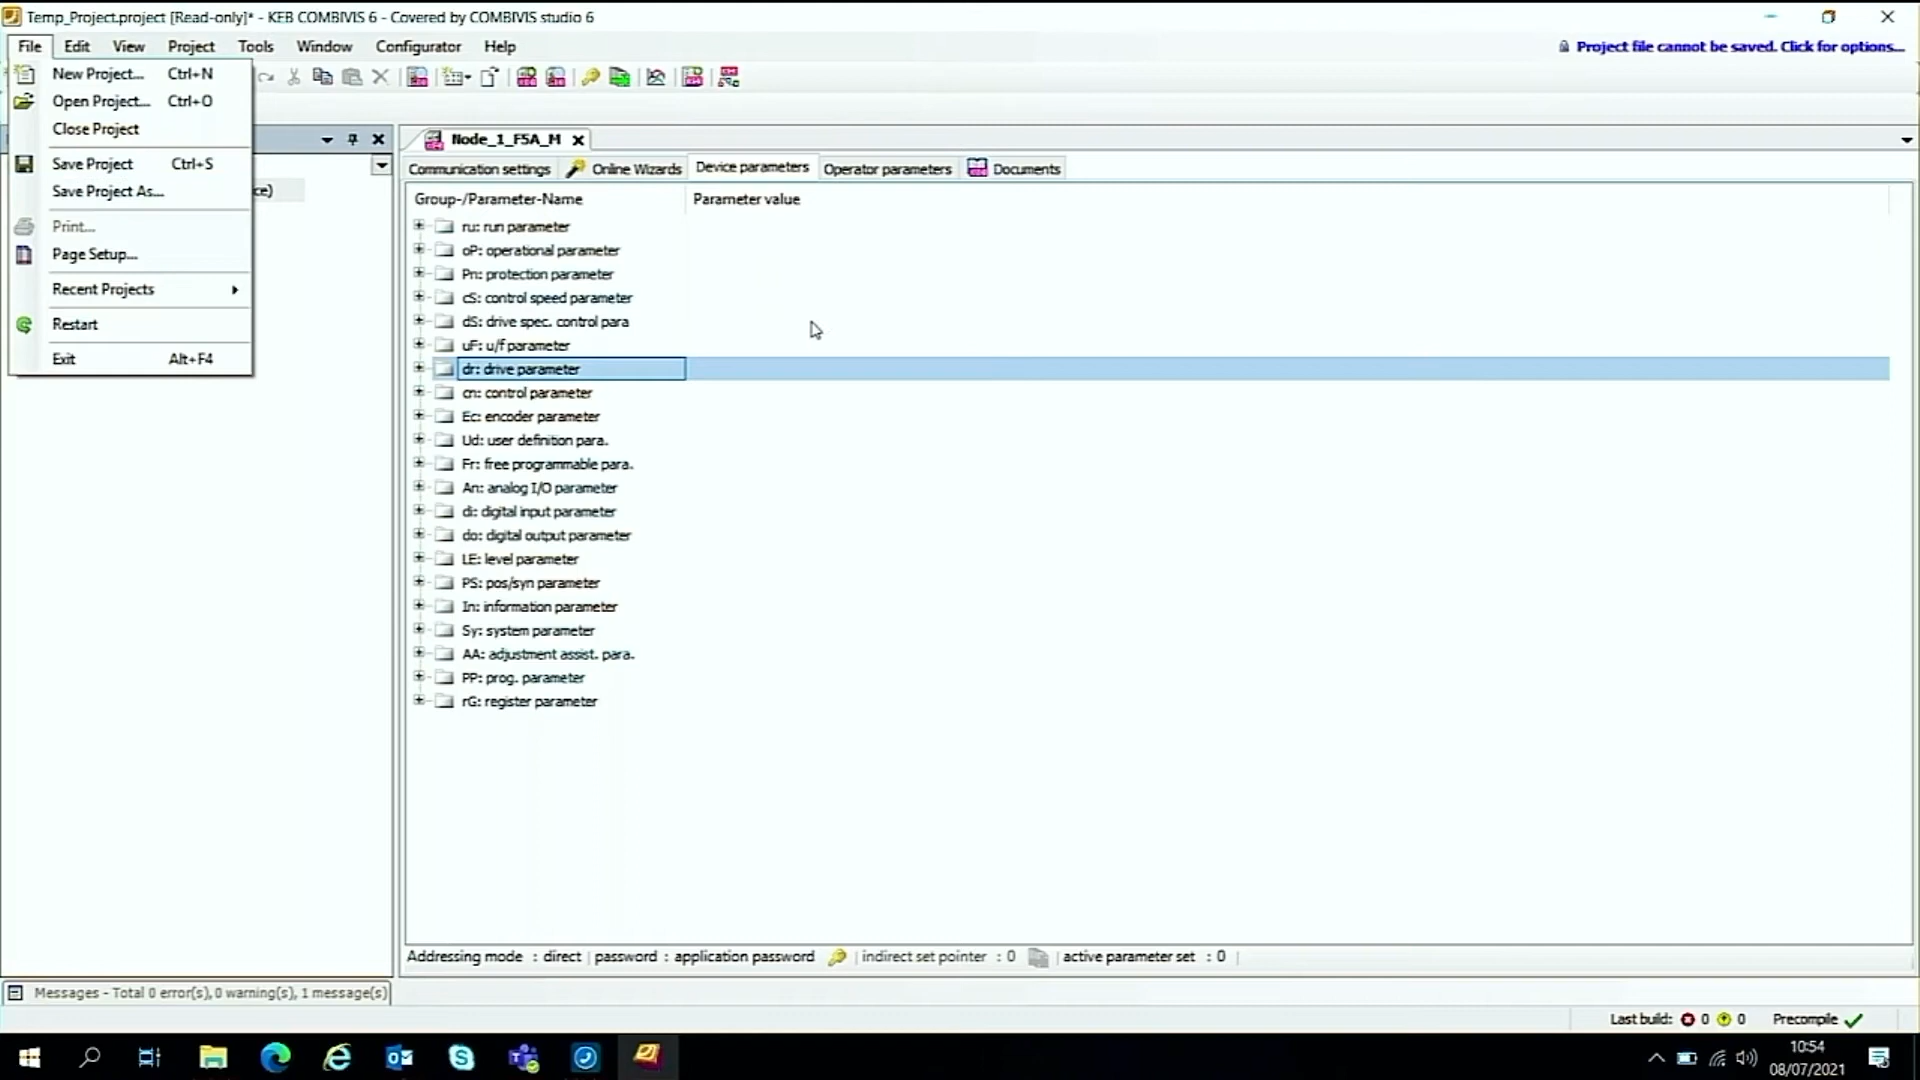 Temp_Project.project [Read-only]* - KEB COMBIVIS 6 - Covered by COMBIVIS studio 6
File Edit View Project Tools Window Configurator Help
Project file cannot be saved. Click for options...
New Project... Ctrl+N
Open Project... Ctrl+O
Close Project
Save Project Ctrl+S
Save Project As...
Print...
Page Setup...
Recent Projects
Restart
Exit Alt+F4
ce)
Node_1_F5A_M
Communication settings Online Wizards Device parameters Operator parameters Documents
Group-/Parameter-Name Parameter value
ru: run parameter
oP: operational parameter
Pn: protection parameter
cS: control speed parameter
dS: drive spec. control para
uF: u/f parameter
dr: drive parameter
cn: control parameter
Ec: encoder parameter
Ud: user definition para.
Fr: free programmable para.
An: analog I/O parameter
di: digital input parameter
do: digital output parameter
LE: level parameter
PS: pos/syn parameter
In: information parameter
Sy: system parameter
AA: adjustment assist. para.
PP: prog. parameter
rG: register parameter
Addressing mode : direct | password : application password | indirect set pointer : 0 | active parameter set : 0 |
Messages - Total 0 error(s), 0 warning(s), 1 message(s)
Last build: 0 0 Precompile
10:54
08/07/2021